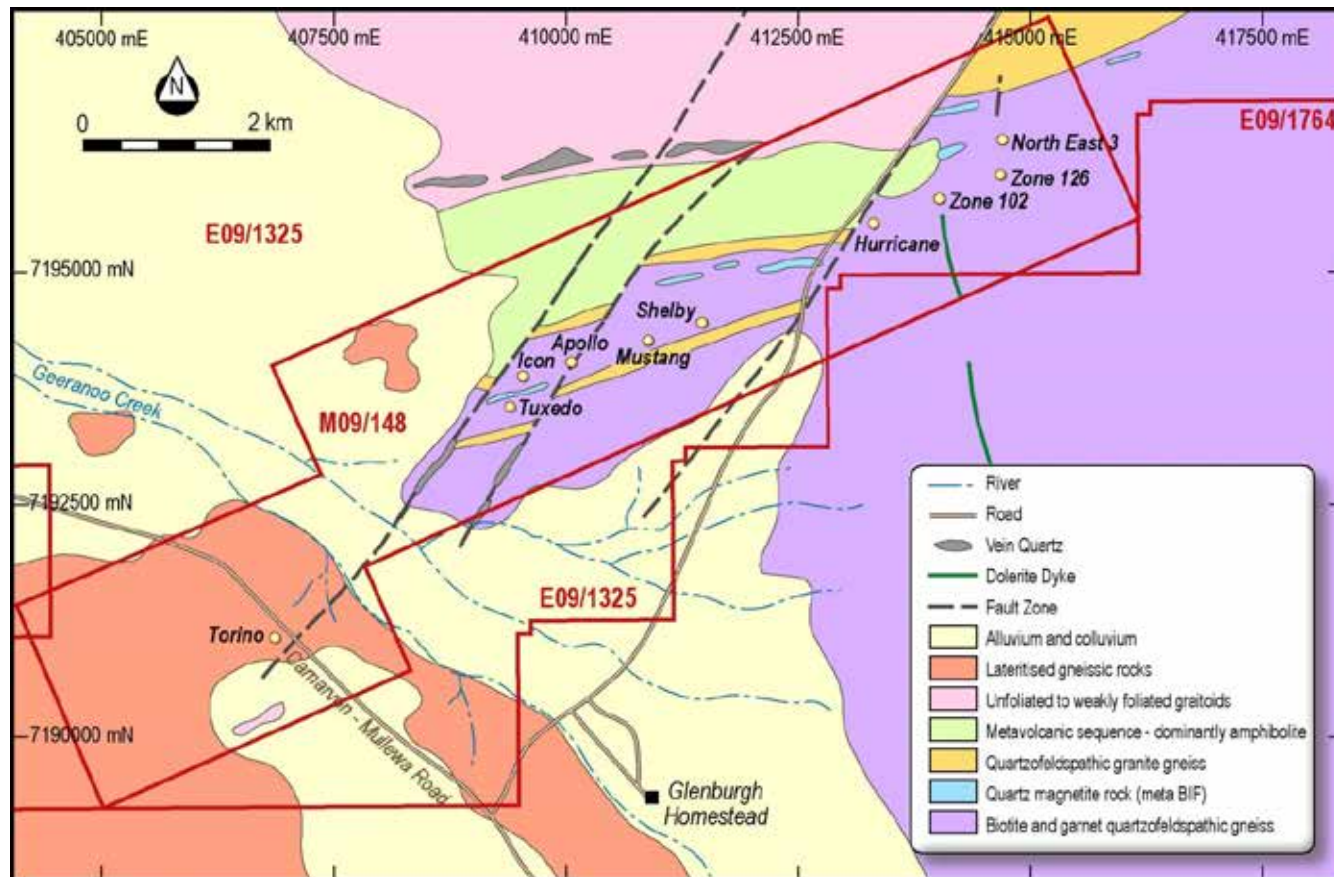 405000 mE
407500 mE
410000 mE
412500 mE
415000 mE
417500 mE
N
0 2 km
E09/1764
North East 3
Zone 126
Zone 102
E09/1325
Hurricane
7195000 mN
Shelby
Apollo
Mustang
Icon
Geeranoo Creek
Tuxedo
M09/148
7192500 mN
E09/1325
Torino
Carnarvon - Mullewa Road
7190000 mN
Glenburgh
Homestead
River
Road
Vein Quartz
Dolerite Dyke
Fault Zone
Alluvium and colluvium
Lateritised gneissic rocks
Unfoliated to weakly foliated graitoids
Metavolcanic sequence - dominantly amphibolite
Quartzofeldspathic granite gneiss
Quartz magnetite rock (meta BIF)
Biotite and garnet quartzofeldspathic gneiss